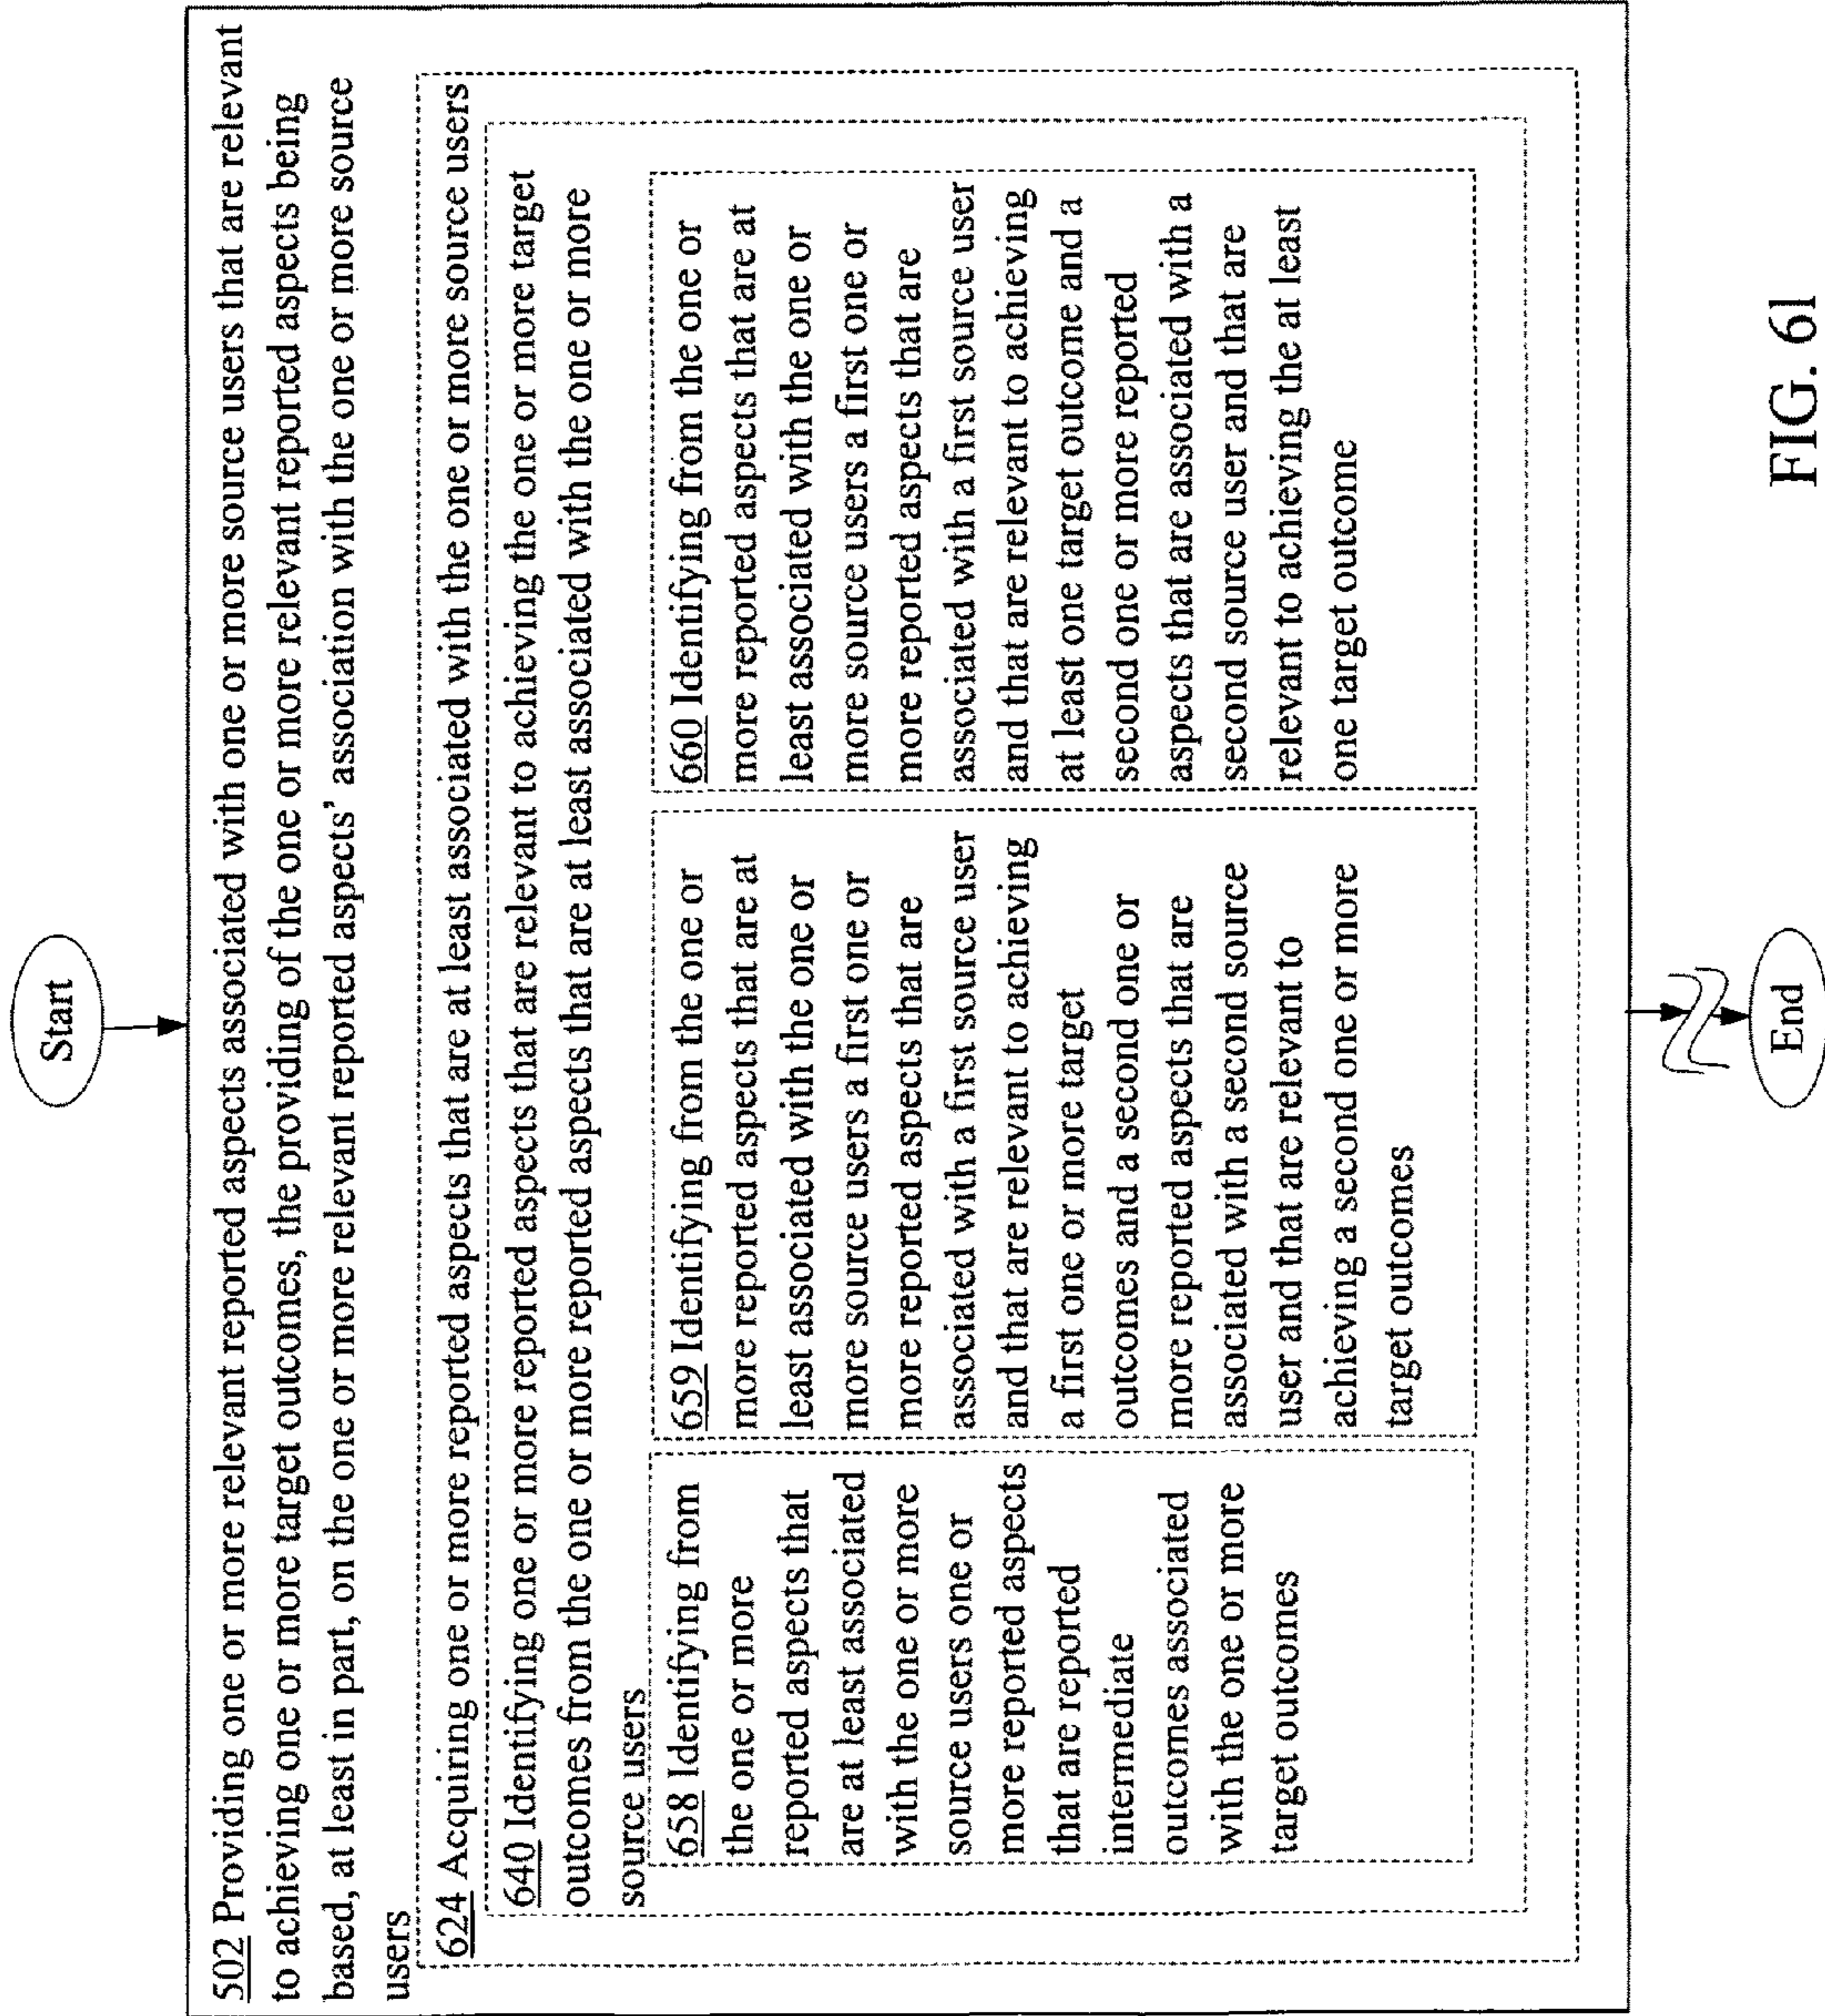 Start
502 Providing one or more relevant reported aspects associated with one or more source users that are relevant
to achieving one or more target outcomes, the providing of the one or more relevant reported aspects being
based, at least in part, on the one or more relevant reported aspects' association with the one or more source
users
624 Acquiring one or more reported aspects that are at least associated with the one or more source users
640 Identifying one or more reported aspects that are relevant to achieving the one or more target
outcomes from the one or more reported aspects that are at least associated with the one or more
source users
658 Identifying from
the one or more
reported aspects that
are at least associated
with the one or more
source users one or
more reported aspects
that are reported
intermediate
outcomes associated
with the one or more
target outcomes
659 Identifying from the one or
more reported aspects that are at
least associated with the one or
more source users a first one or
more reported aspects that are
associated with a first source user
and that are relevant to achieving
a first one or more target
outcomes and a second one or
more reported aspects that are
associated with a second source
user and that are relevant to
achieving a second one or more
target outcomes
660 Identifying from the one or
more reported aspects that are at
least associated with the one or
more source users a first one or
more reported aspects that are
associated with a first source user
and that are relevant to achieving
at least one target outcome and a
second one or more reported
aspects that are associated with a
second source user and that are
relevant to achieving the at least
one target outcome
End
FIG. 6l